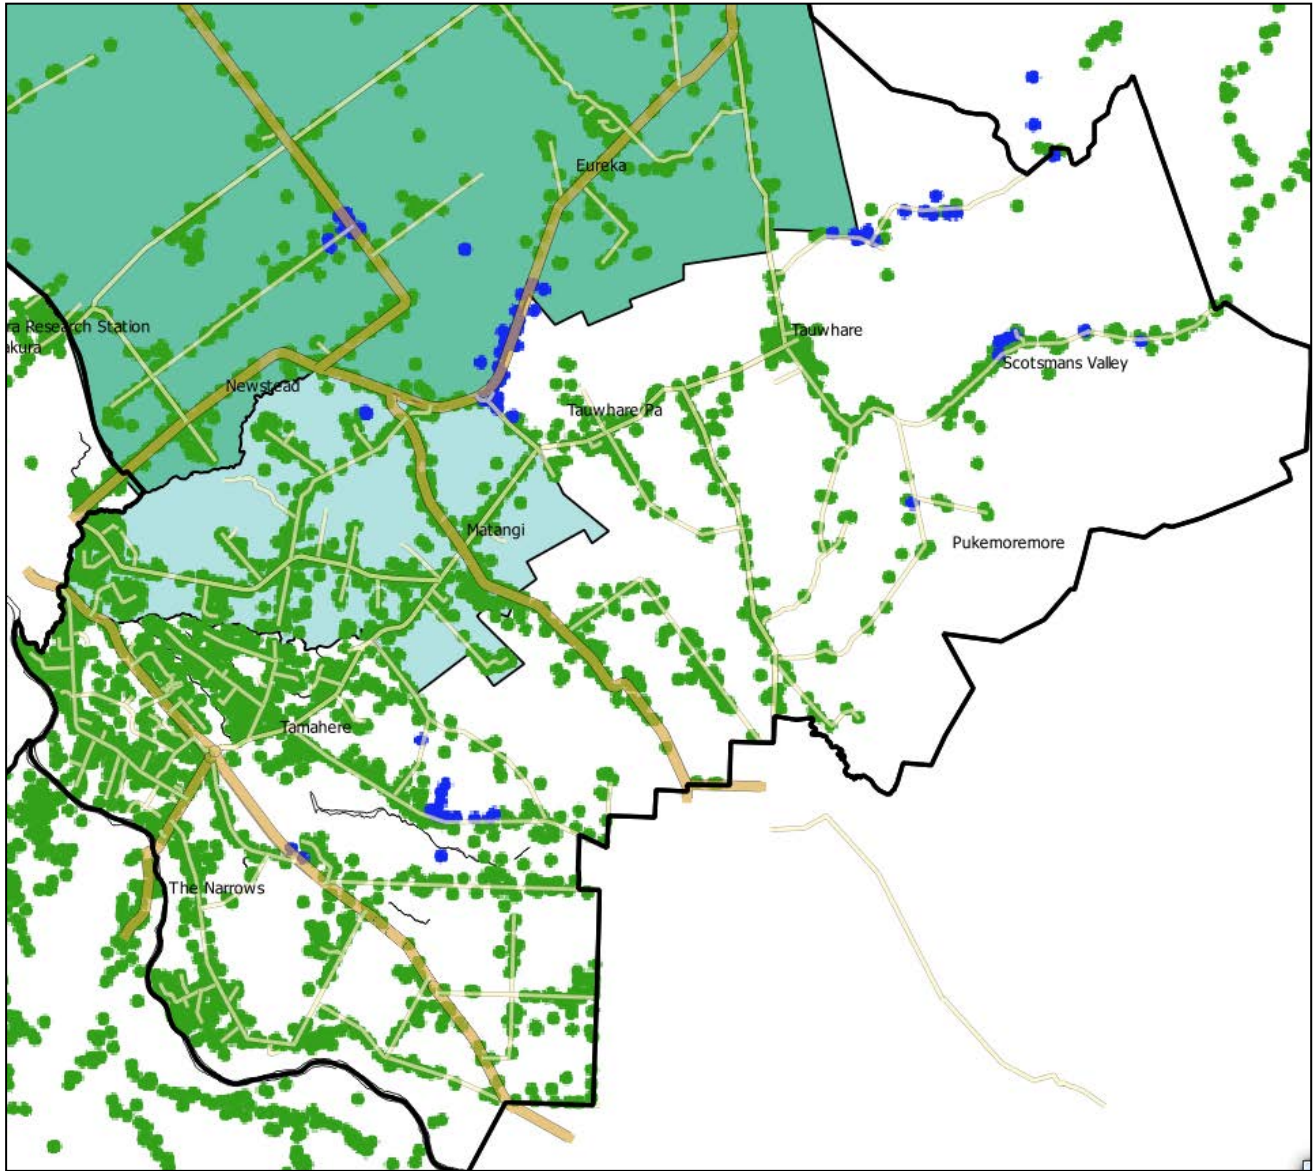 Eureka
ra Research Station
akura
Tauwhare
Scotsmans Valley
Newstead
Tauwhare Pa
Matangi
Pukemoremore
Tamahere
The Narrows